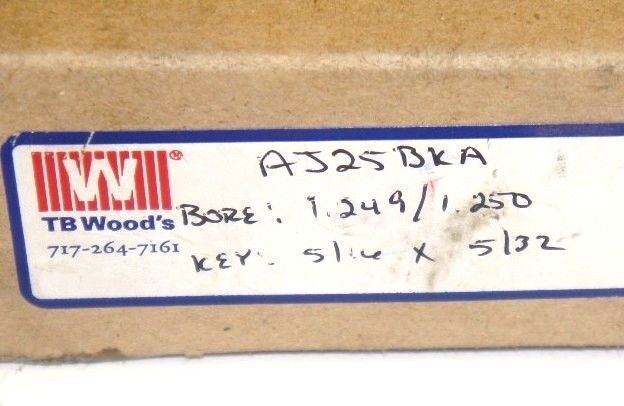 AJ25BKA
W®
TB Wood's
717-264-7161
BORE: 1.249/1.250
KEY: 5/16 X 5/32